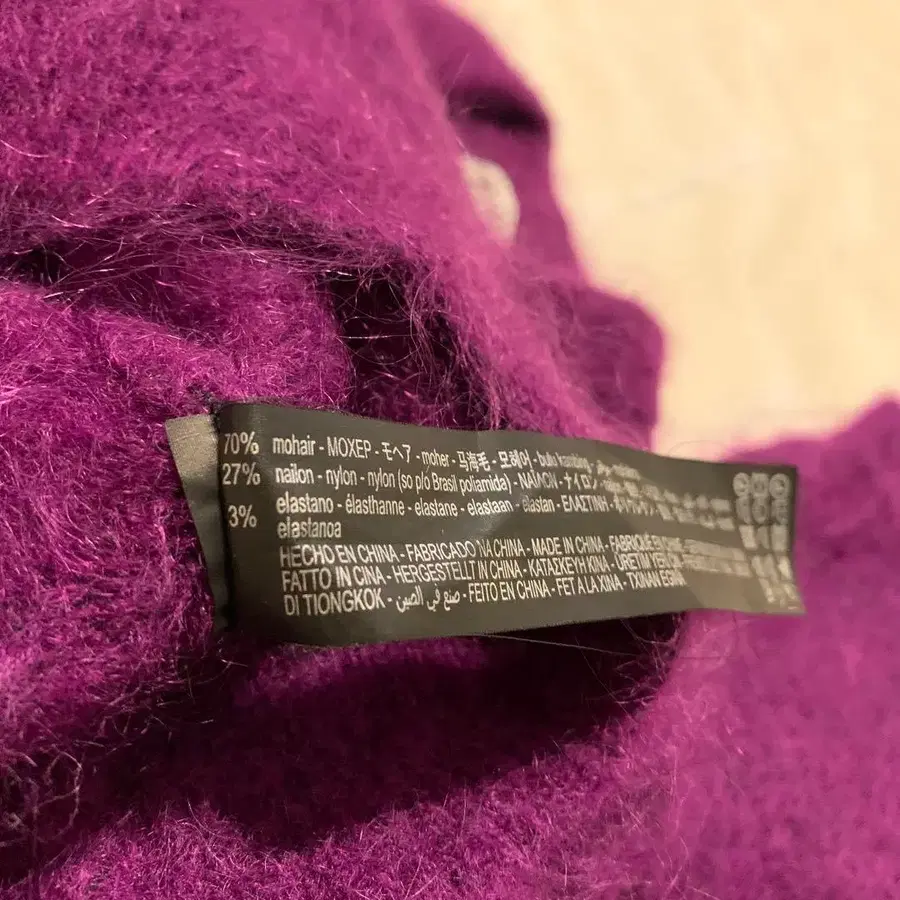 70% mohair - MOXEP - モヘア - moher - 马海毛 - 모헤어 - bulu kambing
27% nailon - nylon - nylon (so p/o Brasil poliamida) - ΝΑΪΛΟΝ - ナイロン
3% elastano - élasthanne - elastane - elastaan - elastan - ΕΛΑΣΤΙΝΗ
elastanoa
HECHO EN CHINA - FABRICADO NA CHINA - MADE IN CHINA - FABRIQUÉ EN CHINE
FATTO IN CINA - HERGESTELLT IN CHINA - ΚΑΤΑΣΚΕΥΗ ΚΙΝΑ - ÜRETIM YERI
DI TIONGKOK - صنع في الصين - FEITO EN CHINA - FET A LA XINA - TXINAN EGINA